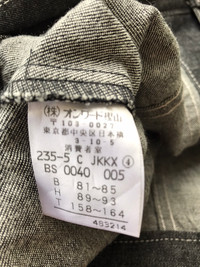 (株)オンワード樫山
〒103-0027
東京都中央区日本橋
3-10-5
消費者室
235-5 C JKKX ④
BS 0040 005
B 81~85
H 89~93
T 158~164